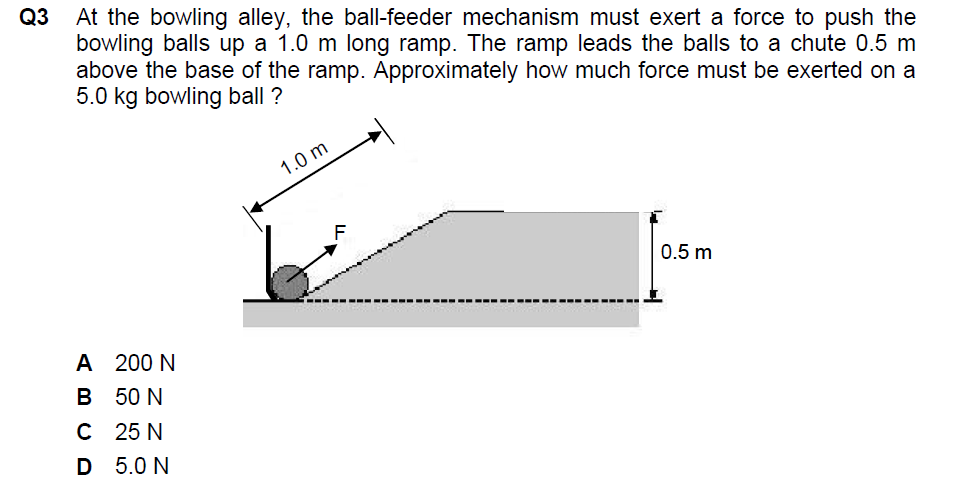 Q3 At the bowling alley, the ball-feeder mechanism must exert a force to push the
bowling balls up a 1.0 m long ramp. The ramp leads the balls to a chute 0.5 m
above the base of the ramp. Approximately how much force must be exerted on a
5.0 kg bowling ball ?
1.0 m
F
0.5 m
A 200 N
B 50 N
C 25 N
D 5.0 N